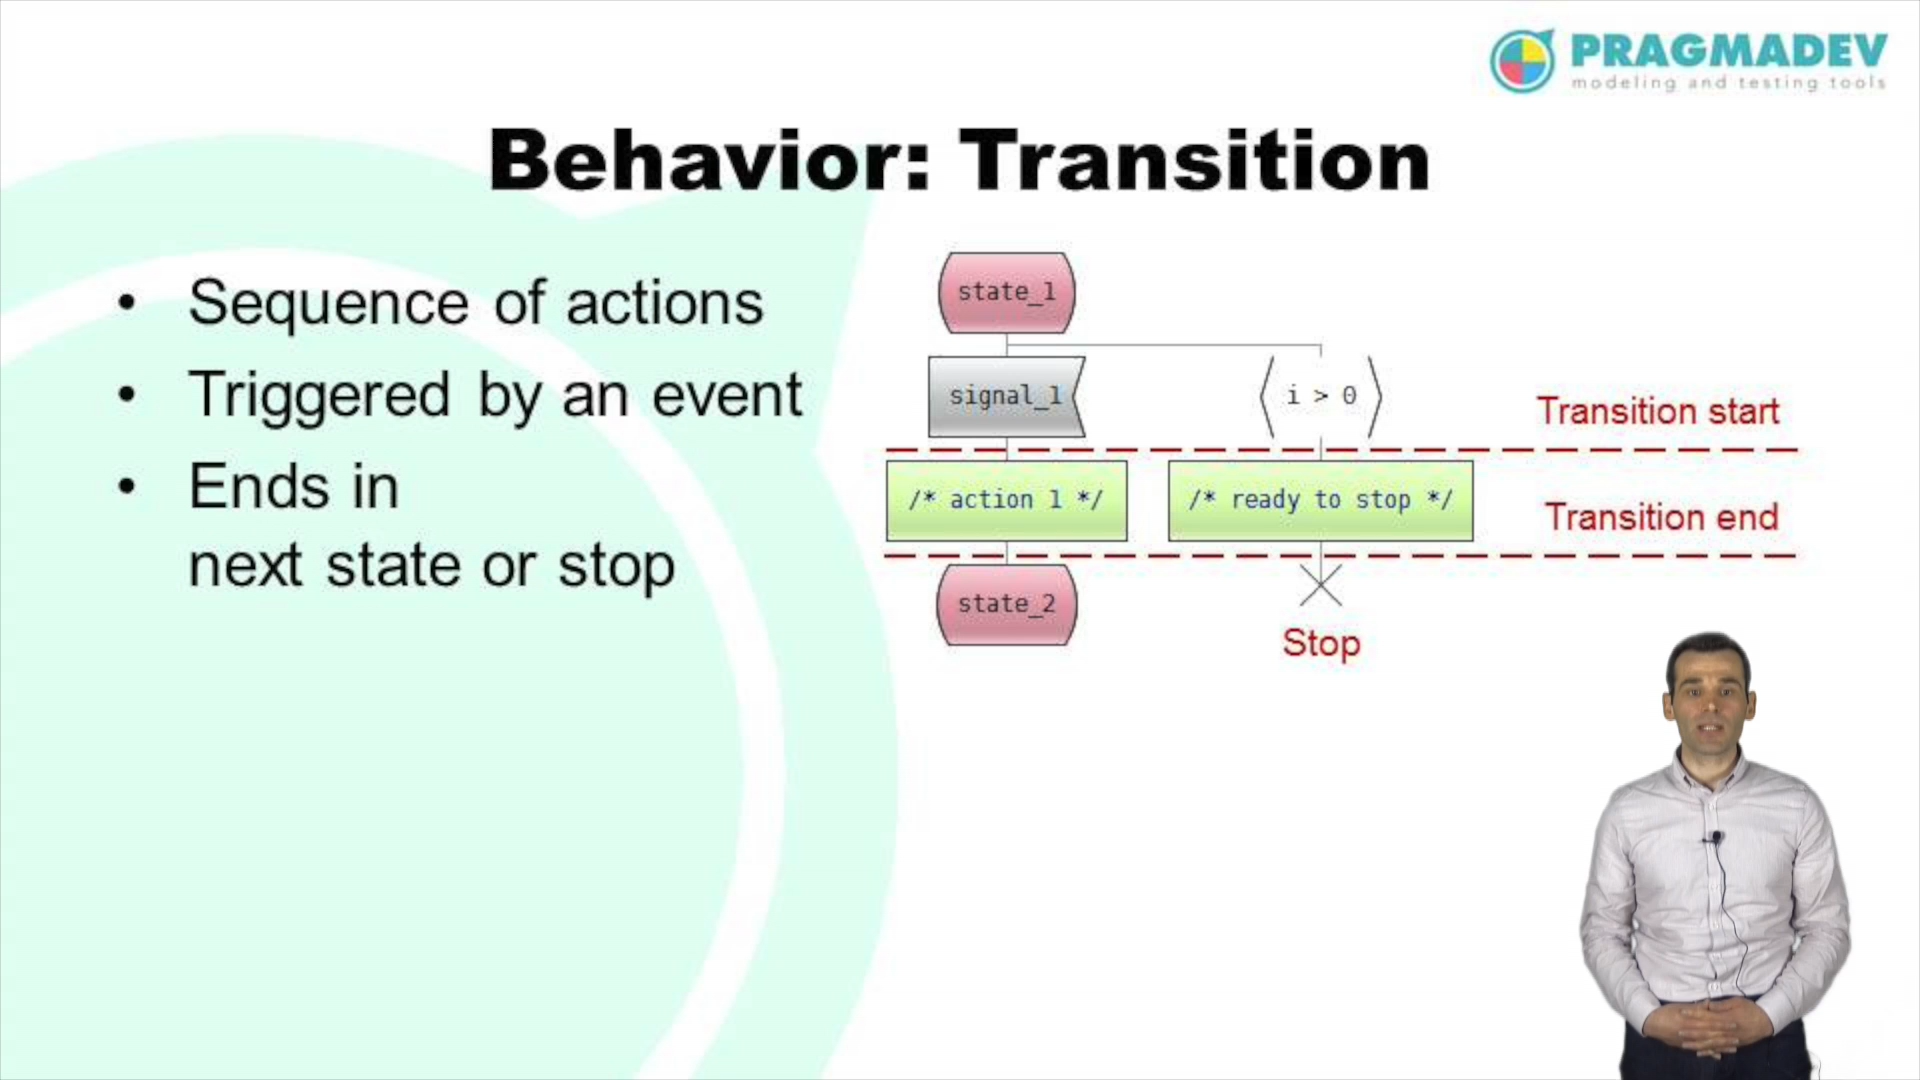 PRAGMADEV
modeling and testing tools
Behavior: Transition
• Sequence of actions
• Triggered by an event
• Ends in
next state or stop
state_1
signal_1
i > 0
Transition start
/* action 1 */
/* ready to stop */
Transition end
state_2
Stop